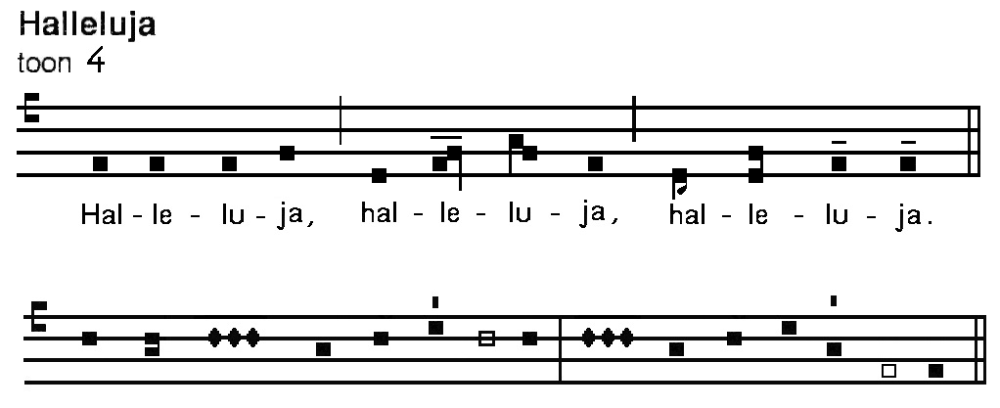 Halleluja
toon 4
Hal - le - lu - ja, hal - le - lu - ja, hal - le - lu - ja.